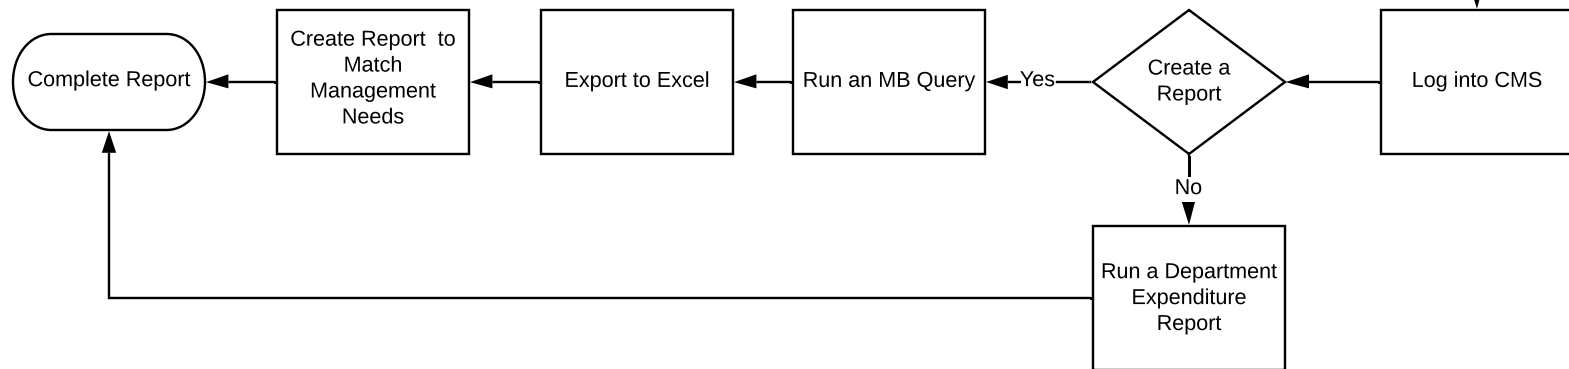 Complete Report
Create Report  to
Match
Management
Needs
Export to Excel
Run an MB Query
Yes
Create a
Report
Log into CMS
No
Run a Department
Expenditure
Report